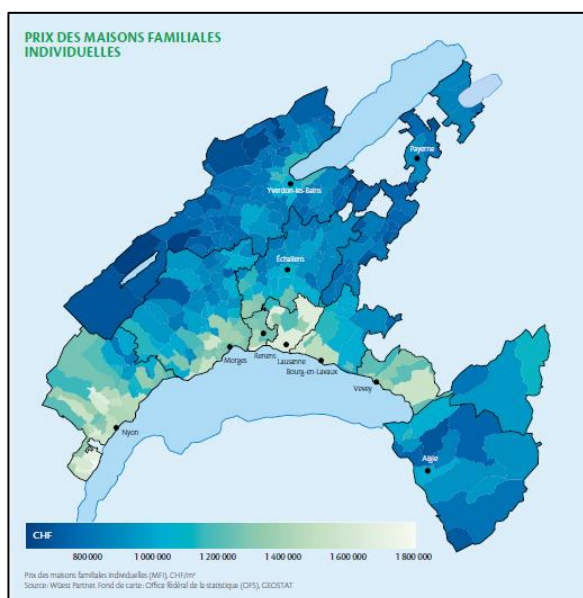 PRIX DES MAISONS FAMILIALES
INDIVIDUELLES
Payerne
Yverdon-les-Bains
Échallens
Renens
Morges
Lausanne
Bourg-en-Lavaux
Vevey
Nyon
Aigle
CHF
800 000
1 000 000
1 200 000
1 400 000
1 600 000
1 800 000
Prix des maisons familiales individuelles (MFI), CHF/m²
Source: Wüest Partner. Fond de carte: Office fédéral de la statistique (OFS), GEOSTAT